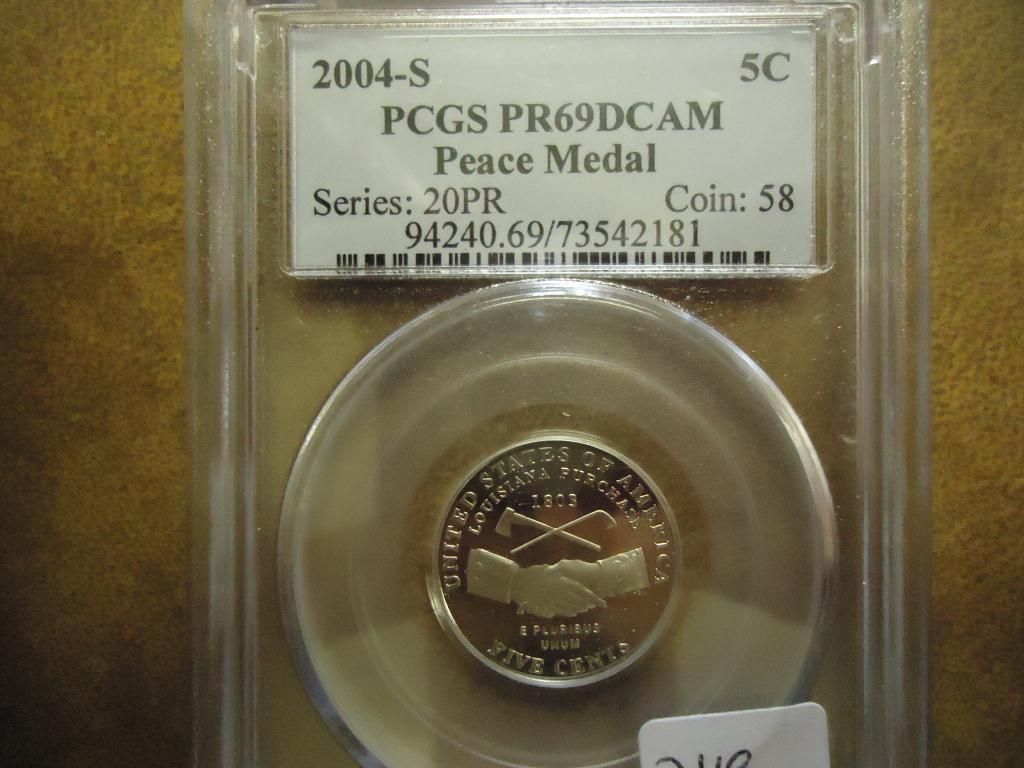 2004-S 5C
PCGS PR69DCAM
Peace Medal
Series: 20PR Coin: 58
94240.69/73542181
UNITED STATES OF AMERICA
LOUISIANA PURCHASE
1803
E PLURIBUS
UNUM
FIVE CENTS